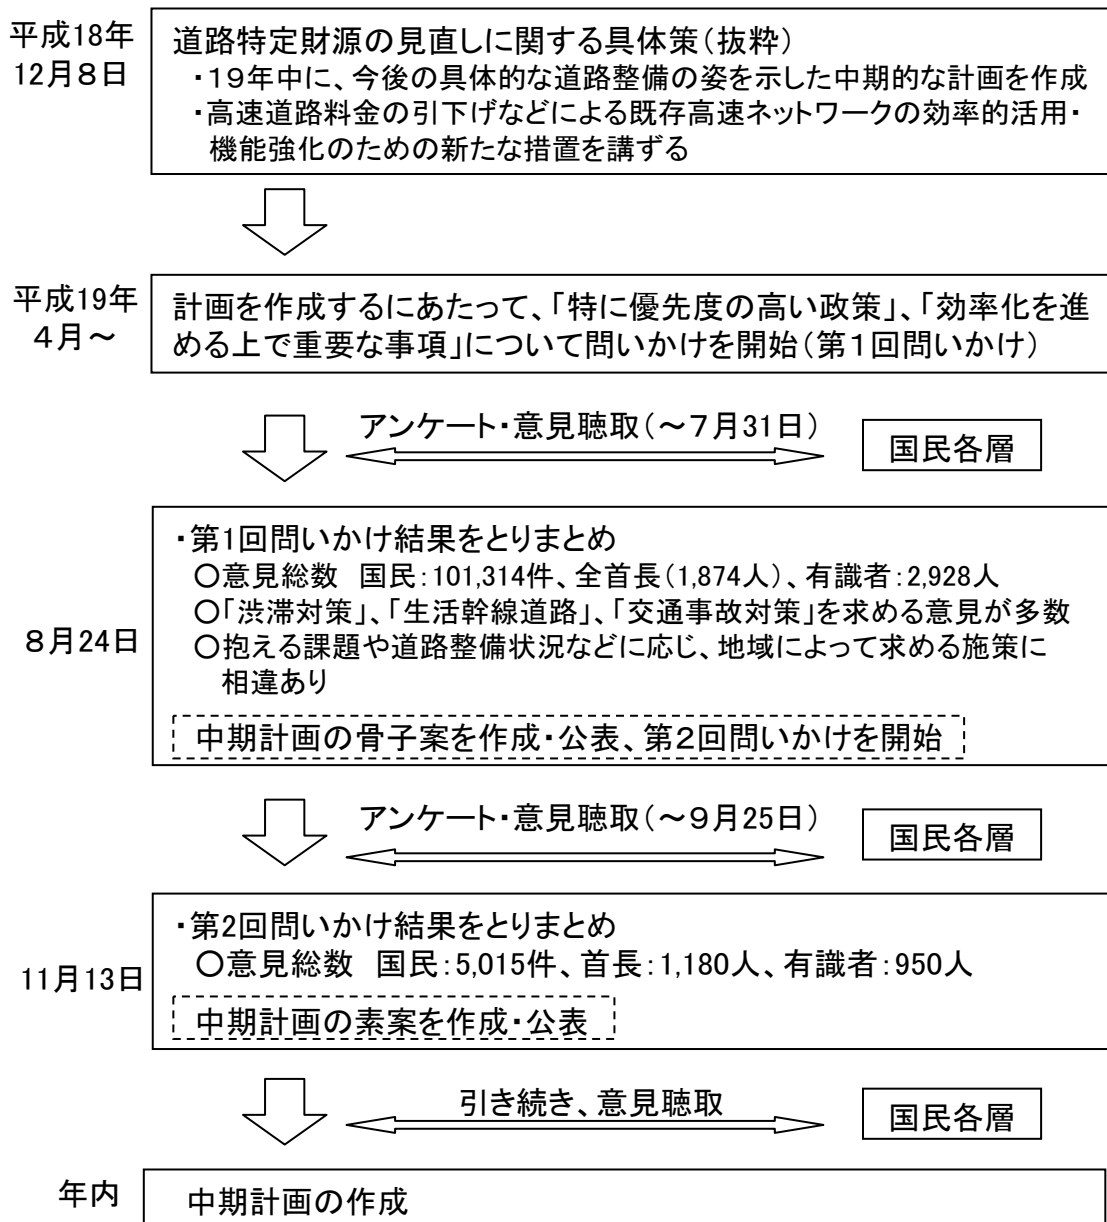 平成18年
12月８日
道路特定財源の見直しに関する具体策（抜粋）
・１９年中に、今後の具体的な道路整備の姿を示した中期的な計画を作成
・高速道路料金の引下げなどによる既存高速ネットワークの効率的活用・
機能強化のための新たな措置を講ずる
平成19年
４月～
計画を作成するにあたって、「特に優先度の高い政策」、「効率化を進
める上で重要な事項」について問いかけを開始（第１回問いかけ）
アンケート・意見聴取（～７月31日）
国民各層
８月24日
・第1回問いかけ結果をとりまとめ
○意見総数　国民：101,314件、全首長（1,874人）、有識者：2,928人
○「渋滞対策」、「生活幹線道路」、「交通事故対策」を求める意見が多数
○抱える課題や道路整備状況などに応じ、地域によって求める施策に
相違あり
中期計画の骨子案を作成・公表、第２回問いかけを開始
アンケート・意見聴取（～９月25日）
国民各層
11月13日
・第2回問いかけ結果をとりまとめ
○意見総数　国民：5,015件、首長：1,180人、有識者：950人
中期計画の素案を作成・公表
引き続き、意見聴取
国民各層
年内
中期計画の作成